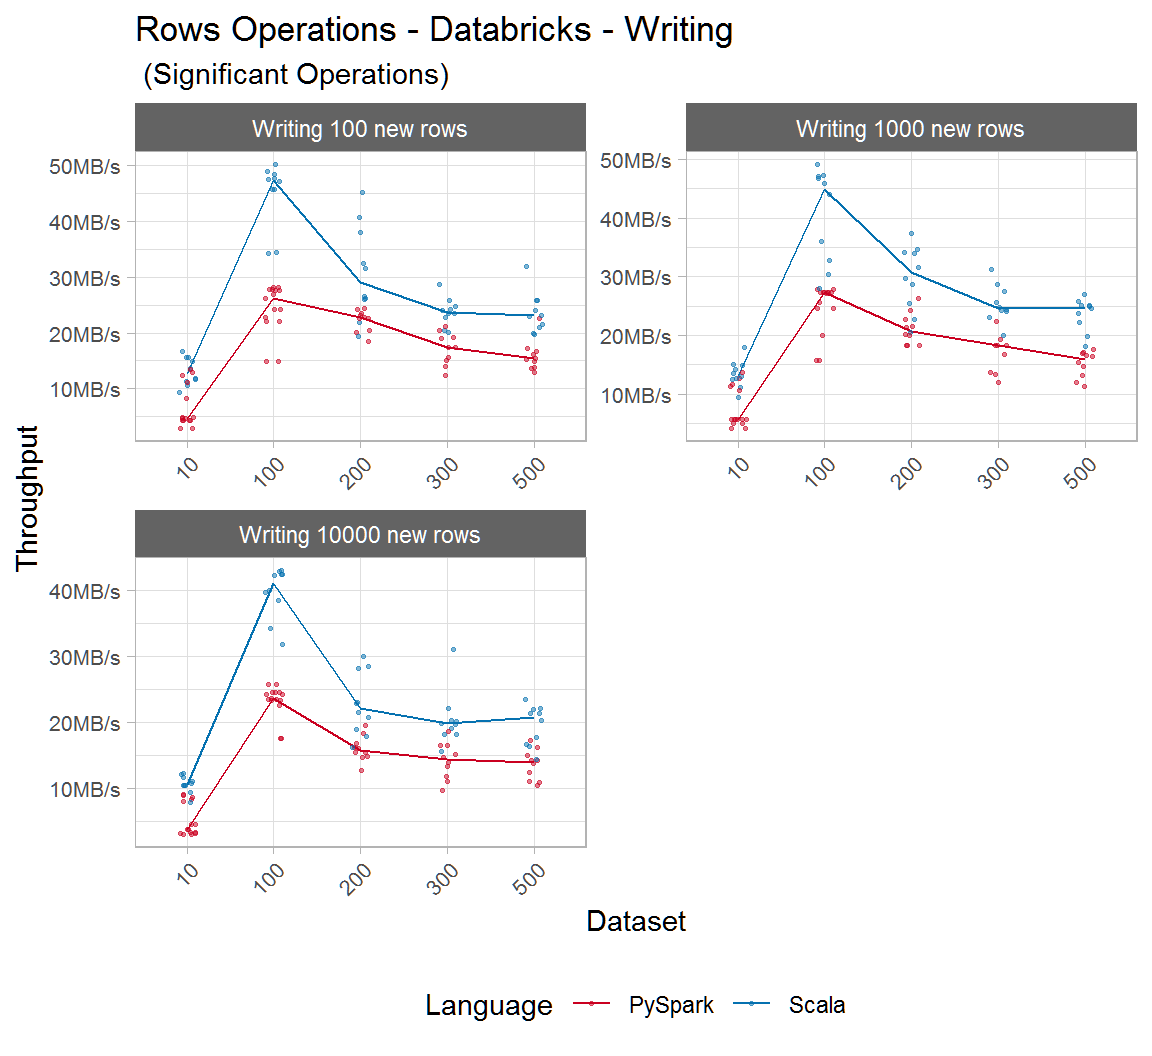 Rows Operations - Databricks - Writing
(Significant Operations)
Throughput
Writing 100 new rows
50MB/s
40MB/s
30MB/s
20MB/s
10MB/s
10 100 200 300 500
Writing 1000 new rows
50MB/s
40MB/s
30MB/s
20MB/s
10MB/s
10 100 200 300 500
Writing 10000 new rows
40MB/s
30MB/s
20MB/s
10MB/s
10 100 200 300 500
Dataset
Language PySpark Scala